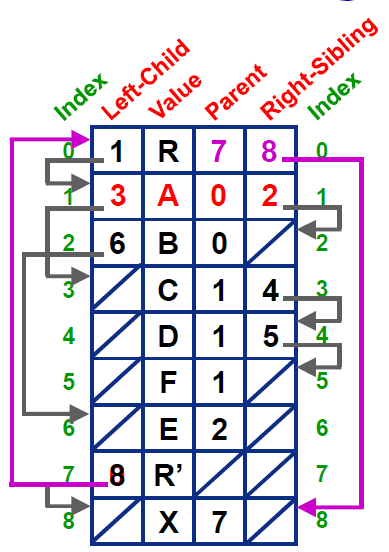 Index Left-Child Value Parent Right-Sibling Index
0 1 R 7 8 0
1 3 A 0 2 1
2 6 B 0 2
3 C 1 4 3
4 D 1 5 4
5 F 1 5
6 E 2 6
7 8 R’ 7
8 X 7 8